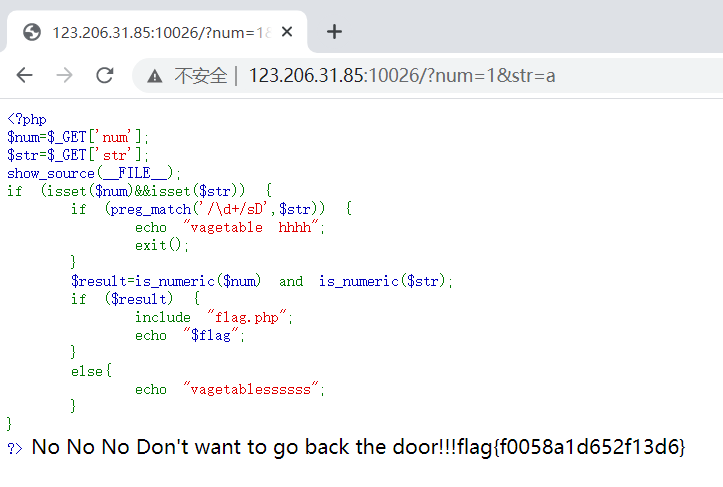 123.206.31.85:10026/?num=1&
不安全 | 123.206.31.85:10026/?num=1&str=a
<?php
$num=$_GET['num'];
$str=$_GET['str'];
show_source(__FILE__);
if (isset($num)&&isset($str)) {
if (preg_match('/\d+/sD',$str)) {
echo "vagetable hhhh";
exit();
}
$result=is_numeric($num) and is_numeric($str);
if ($result) {
include "flag.php";
echo "$flag";
}
else{
echo "vagetablessssss";
}
}
?> No No No Don't want to go back the door!!!flag{f0058a1d652f13d6}